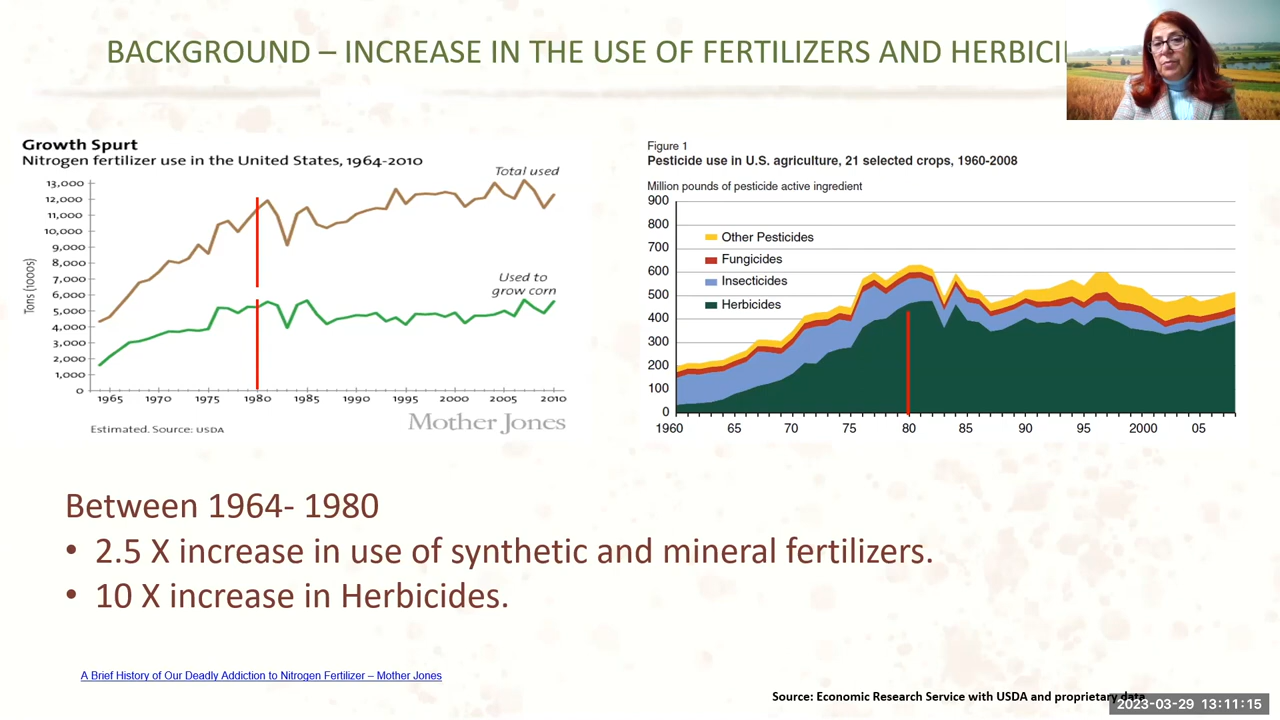 BACKGROUND – INCREASE IN THE USE OF FERTILIZERS AND
Growth Spurt
Nitrogen fertilizer use in the United States, 1964-2010
Total used
13,000
12,000
11,000
10,000
9,000
8,000
7,000
6,000
5,000
4,000
3,000
2,000
1,000
0
Tons (1000s)
Used to
grow corn
1965 1970 1975 1980 1985 1990 1995 2000 2005 2010
Estimated. Source: USDA
Mother Jones
Figure 1
Pesticide use in U.S. agriculture, 21 selected crops, 1960-2008
Million pounds of pesticide active ingredient
900
800
700
600
500
400
300
200
100
0
Other Pesticides
Fungicides
Insecticides
Herbicides
1960 65 70 75 80 85 90 95 2000 05
Between 1964- 1980
• 2.5 X increase in use of synthetic and mineral fertilizers.
• 10 X increase in Herbicides.
A Brief History of Our Deadly Addiction to Nitrogen Fertilizer – Mother Jones
Source: Economic Research Service with USDA and proprietary data
2023-03-29 13:11:15